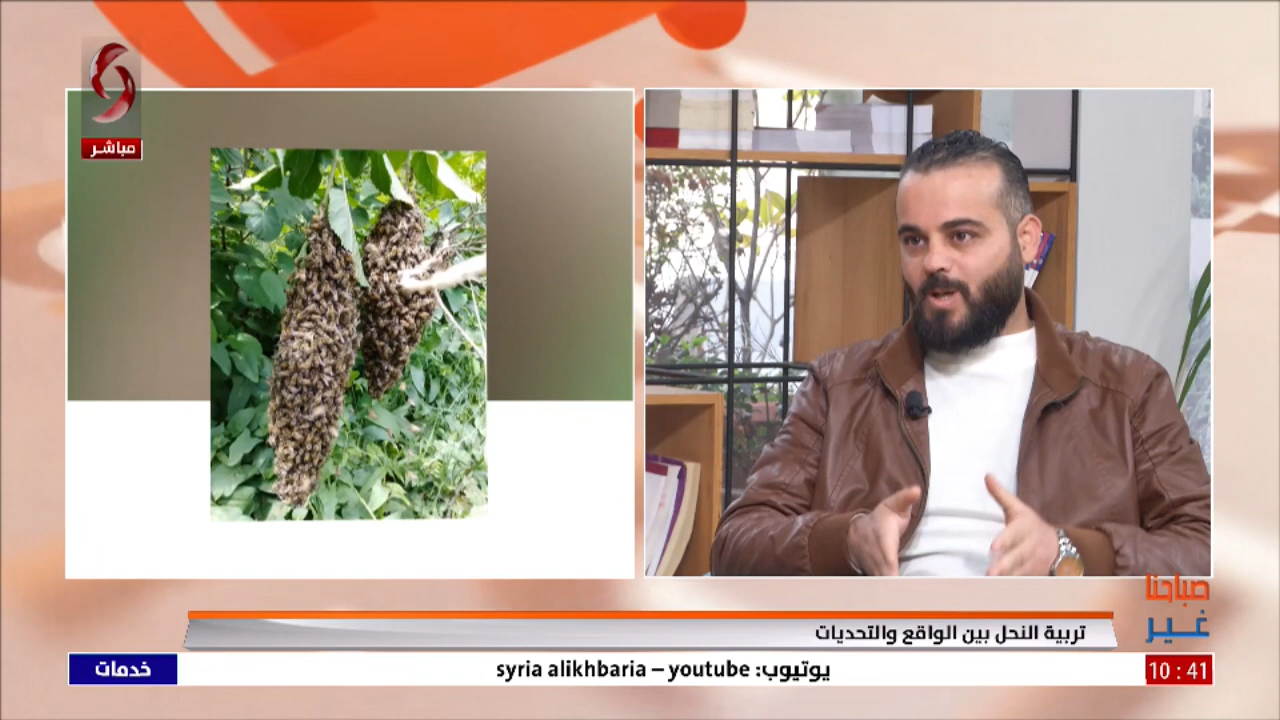 مباشر
صباحنا
غير
تربية النحل بين الواقع والتحديات
خدمات
يوتيوب: syria alikhbaria – youtube
10 : 41